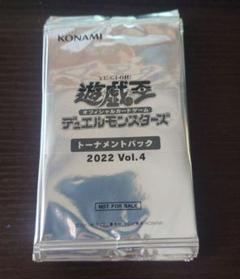 KONAMI
YU-GI-OH!
遊戯王
オフィシャルカードゲーム
デュエルモンスターズ
トーナメントパック
2022 Vol.4
NOT FOR SALE